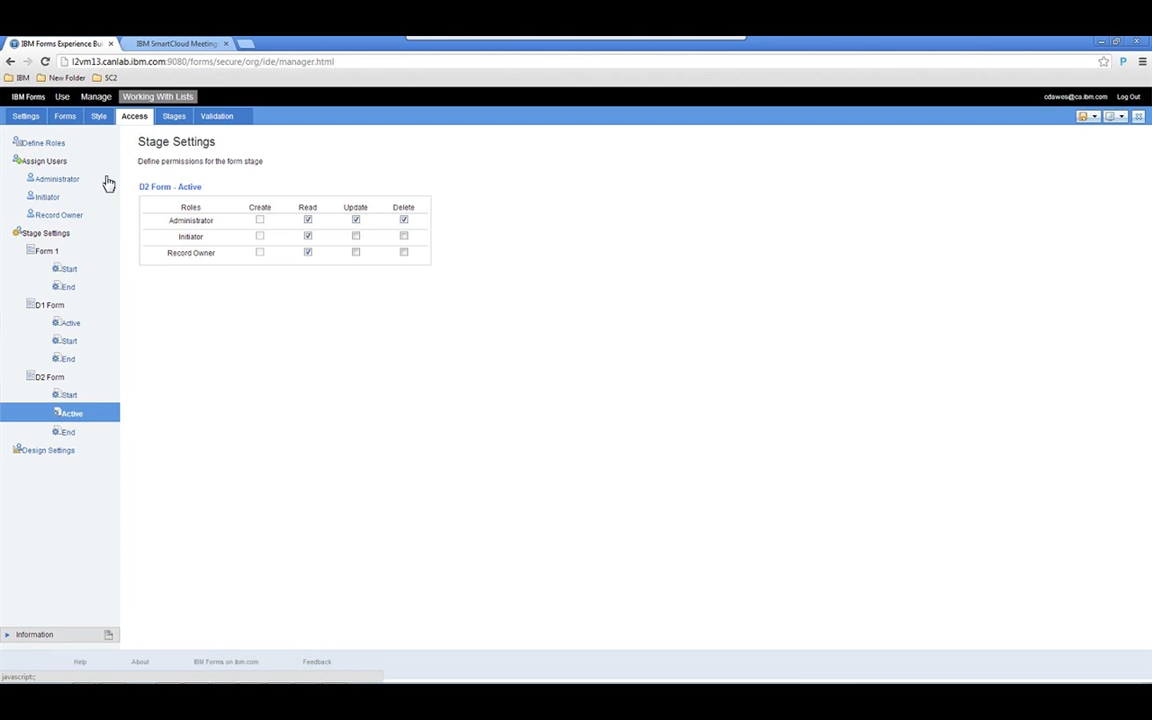 IBM Forms Experience Bu
IBM SmartCloud Meeting
l2vm13.canlab.ibm.com:9080/forms/secure/org/ide/manager.html
IBM New Folder SC2
IBM Forms Use Manage Working With Lists cdawes@ca.ibm.com Log Out
Settings Forms Style Access Stages Validation
Define Roles
Assign Users
Administrator
Initiator
Record Owner
Stage Settings
Form 1
Start
End
D1 Form
Active
Start
End
D2 Form
Start
Active
End
Design Settings
Information
Stage Settings
Define permissions for the form stage
D2 Form - Active
Roles Create Read Update Delete
Administrator
Initiator
Record Owner
Help About IBM Forms on ibm.com Feedback
javascript:;